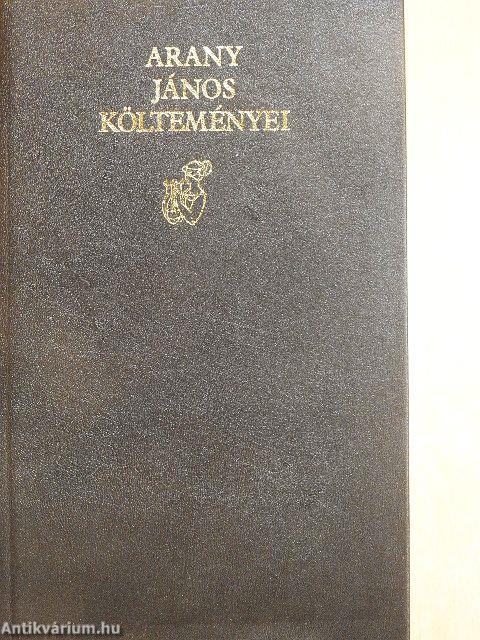 ARANY
JÁNOS
KÖLTEMÉNYEI
Antikvárium.hu